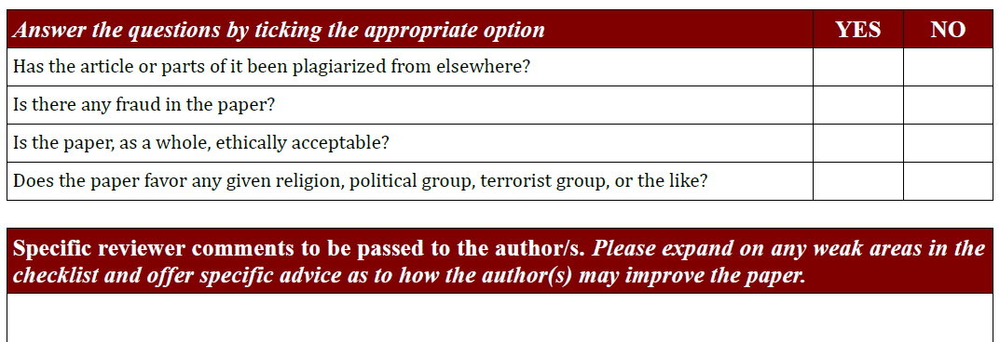 Answer the questions by ticking the appropriate option YES NO
Has the article or parts of it been plagiarized from elsewhere?
Is there any fraud in the paper?
Is the paper, as a whole, ethically acceptable?
Does the paper favor any given religion, political group, terrorist group, or the like?
Specific reviewer comments to be passed to the author/s. Please expand on any weak areas in the
checklist and offer specific advice as to how the author(s) may improve the paper.